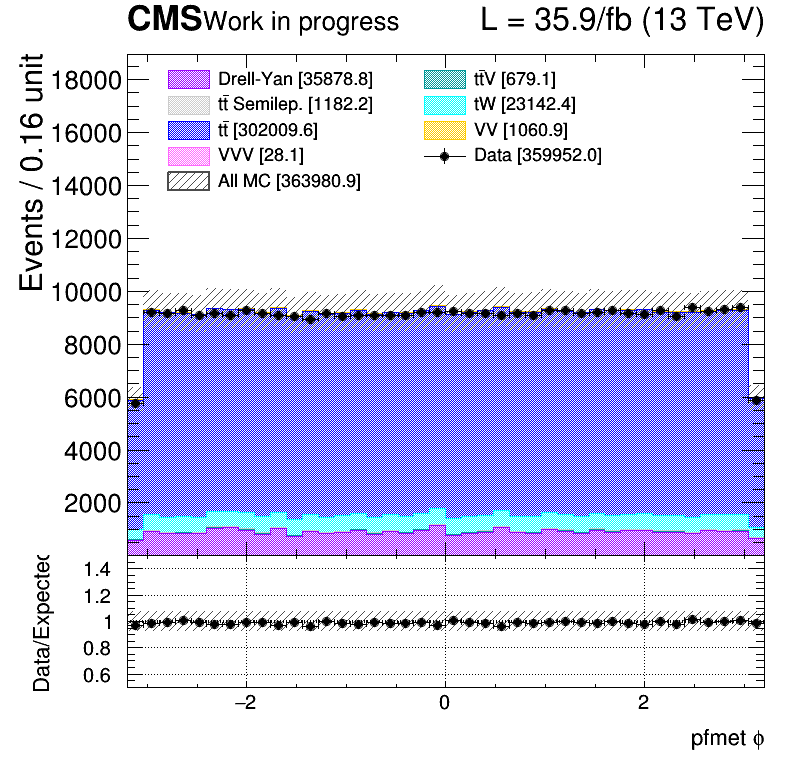 CMS Work in progress L = 35.9/fb (13 TeV)
Events / 0.16 unit
18000
16000
14000
12000
10000
8000
6000
4000
2000
Drell-Yan [35878.8]
tt̄ Semilep. [1182.2]
tt̄ [302009.6]
VVV [28.1]
All MC [363980.9]
tt̄V [679.1]
tW [23142.4]
VV [1060.9]
Data [359952.0]
Data/Expected
1.4
1.2
1
0.8
0.6
−2 0 2
pfmet ϕ